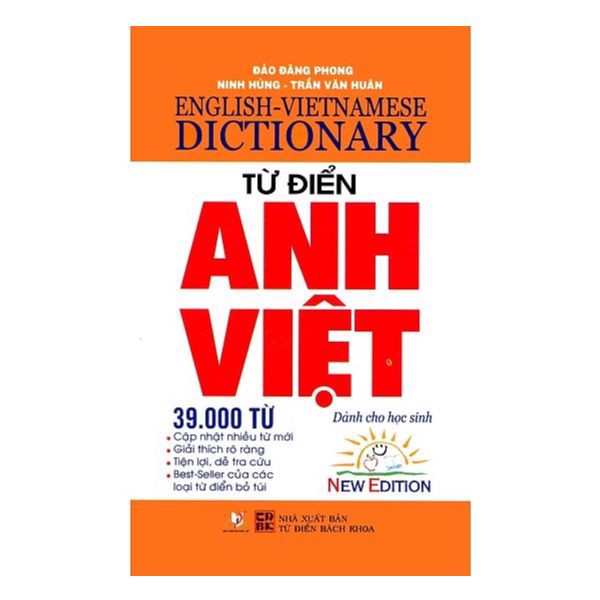 ĐÀO ĐĂNG PHONG
NINH HÙNG - TRẦN VĂN HUÂN
ENGLISH-VIETNAMESE
DICTIONARY
TỪ ĐIỂN
ANH
VIỆT
39.000 TỪ
• Cập nhật nhiều từ mới
• Giải thích rõ ràng
• Tiện lợi, dễ tra cứu
• Best-Seller của các
loại từ điển bỏ túi
Dành cho học sinh
NEW EDITION
NHÀ XUẤT BẢN
TỪ ĐIỂN BÁCH KHOA